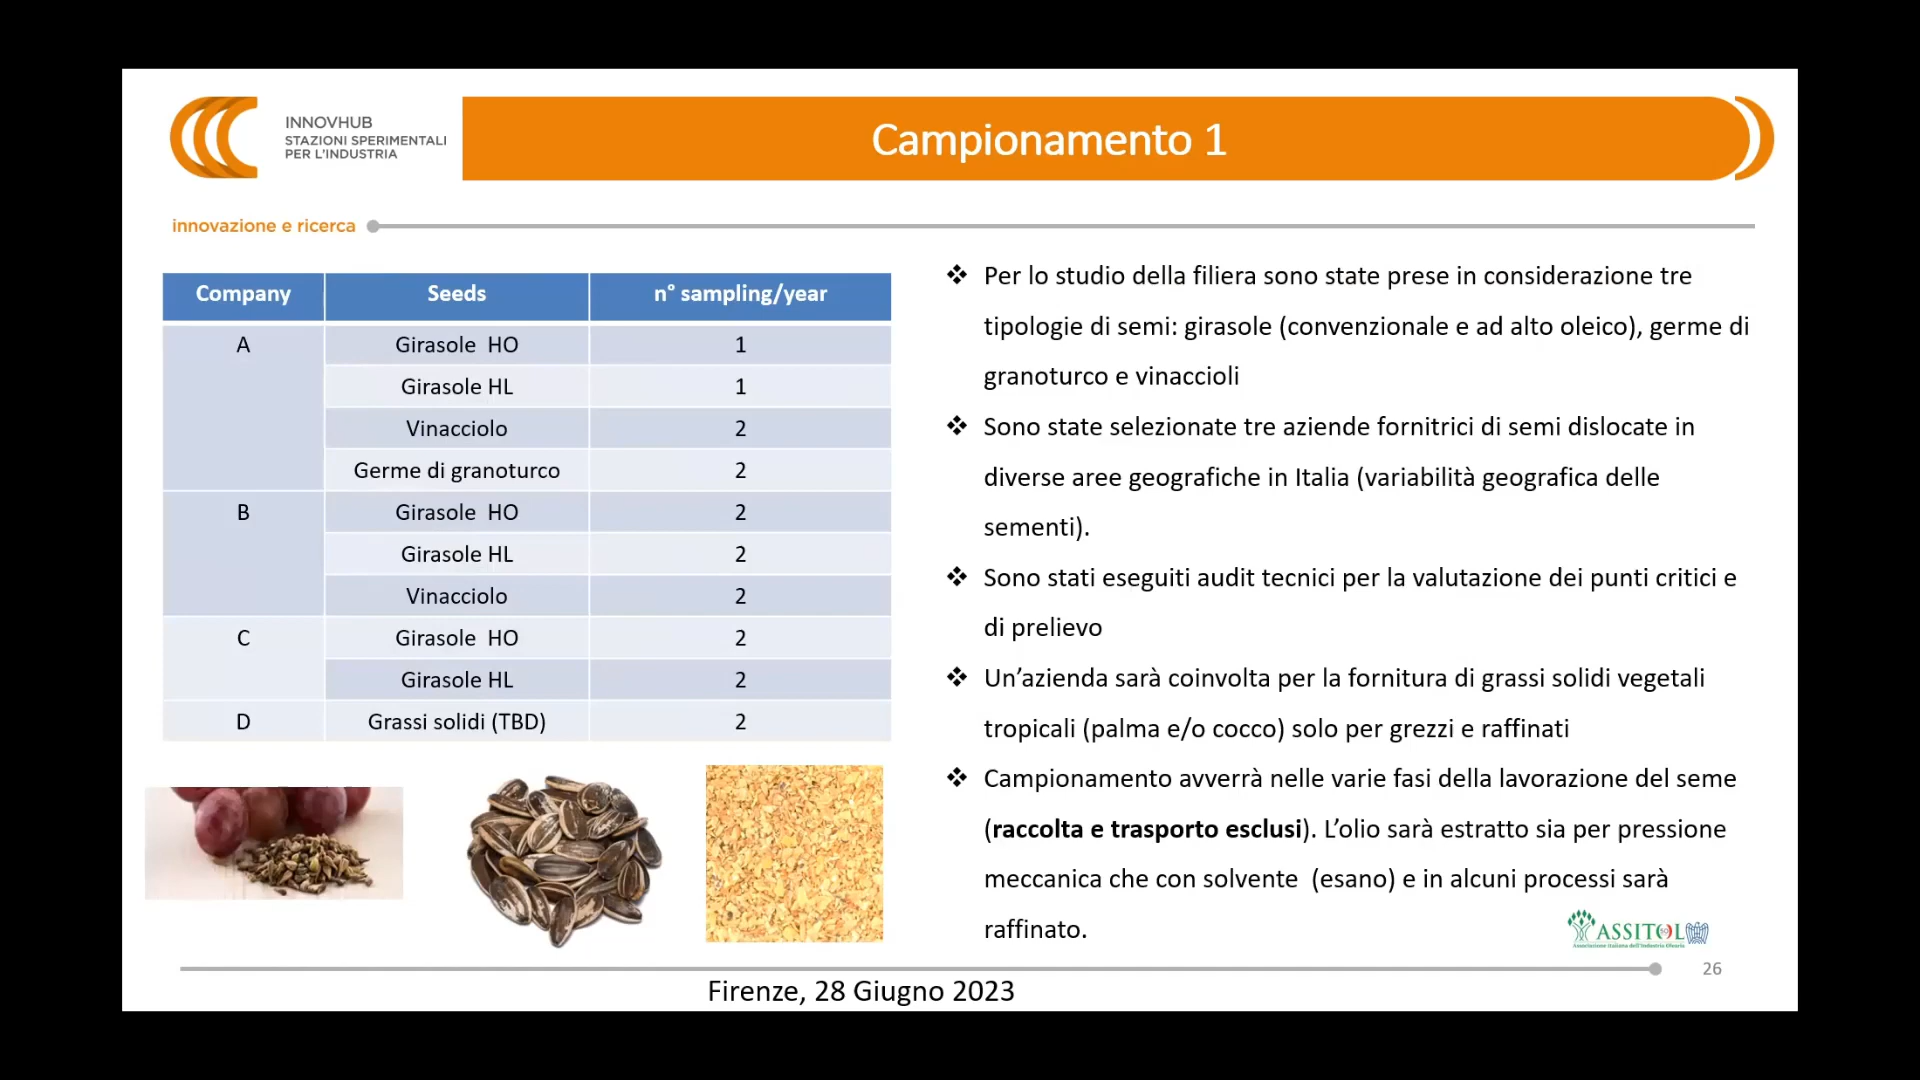 INNOVHUB
STAZIONI SPERIMENTALI
PER L'INDUSTRIA
Campionamento 1
innovazione e ricerca
Company Seeds n° sampling/year
A Girasole HO 1
Girasole HL 1
Vinacciolo 2
Germe di granoturco 2
B Girasole HO 2
Girasole HL 2
Vinacciolo 2
C Girasole HO 2
Girasole HL 2
D Grassi solidi (TBD) 2
❖ Per lo studio della filiera sono state prese in considerazione tre
tipologie di semi: girasole (convenzionale e ad alto oleico), germe di
granoturco e vinaccioli
❖ Sono state selezionate tre aziende fornitrici di semi dislocate in
diverse aree geografiche in Italia (variabilità geografica delle
sementi).
❖ Sono stati eseguiti audit tecnici per la valutazione dei punti critici e
di prelievo
❖ Un’azienda sarà coinvolta per la fornitura di grassi solidi vegetali
tropicali (palma e/o cocco) solo per grezzi e raffinati
❖ Campionamento avverrà nelle varie fasi della lavorazione del seme
(raccolta e trasporto esclusi). L’olio sarà estratto sia per pressione
meccanica che con solvente (esano) e in alcuni processi sarà
raffinato.
ASSITOL
Associazione Italiana dell'Industria Olearia
26
Firenze, 28 Giugno 2023